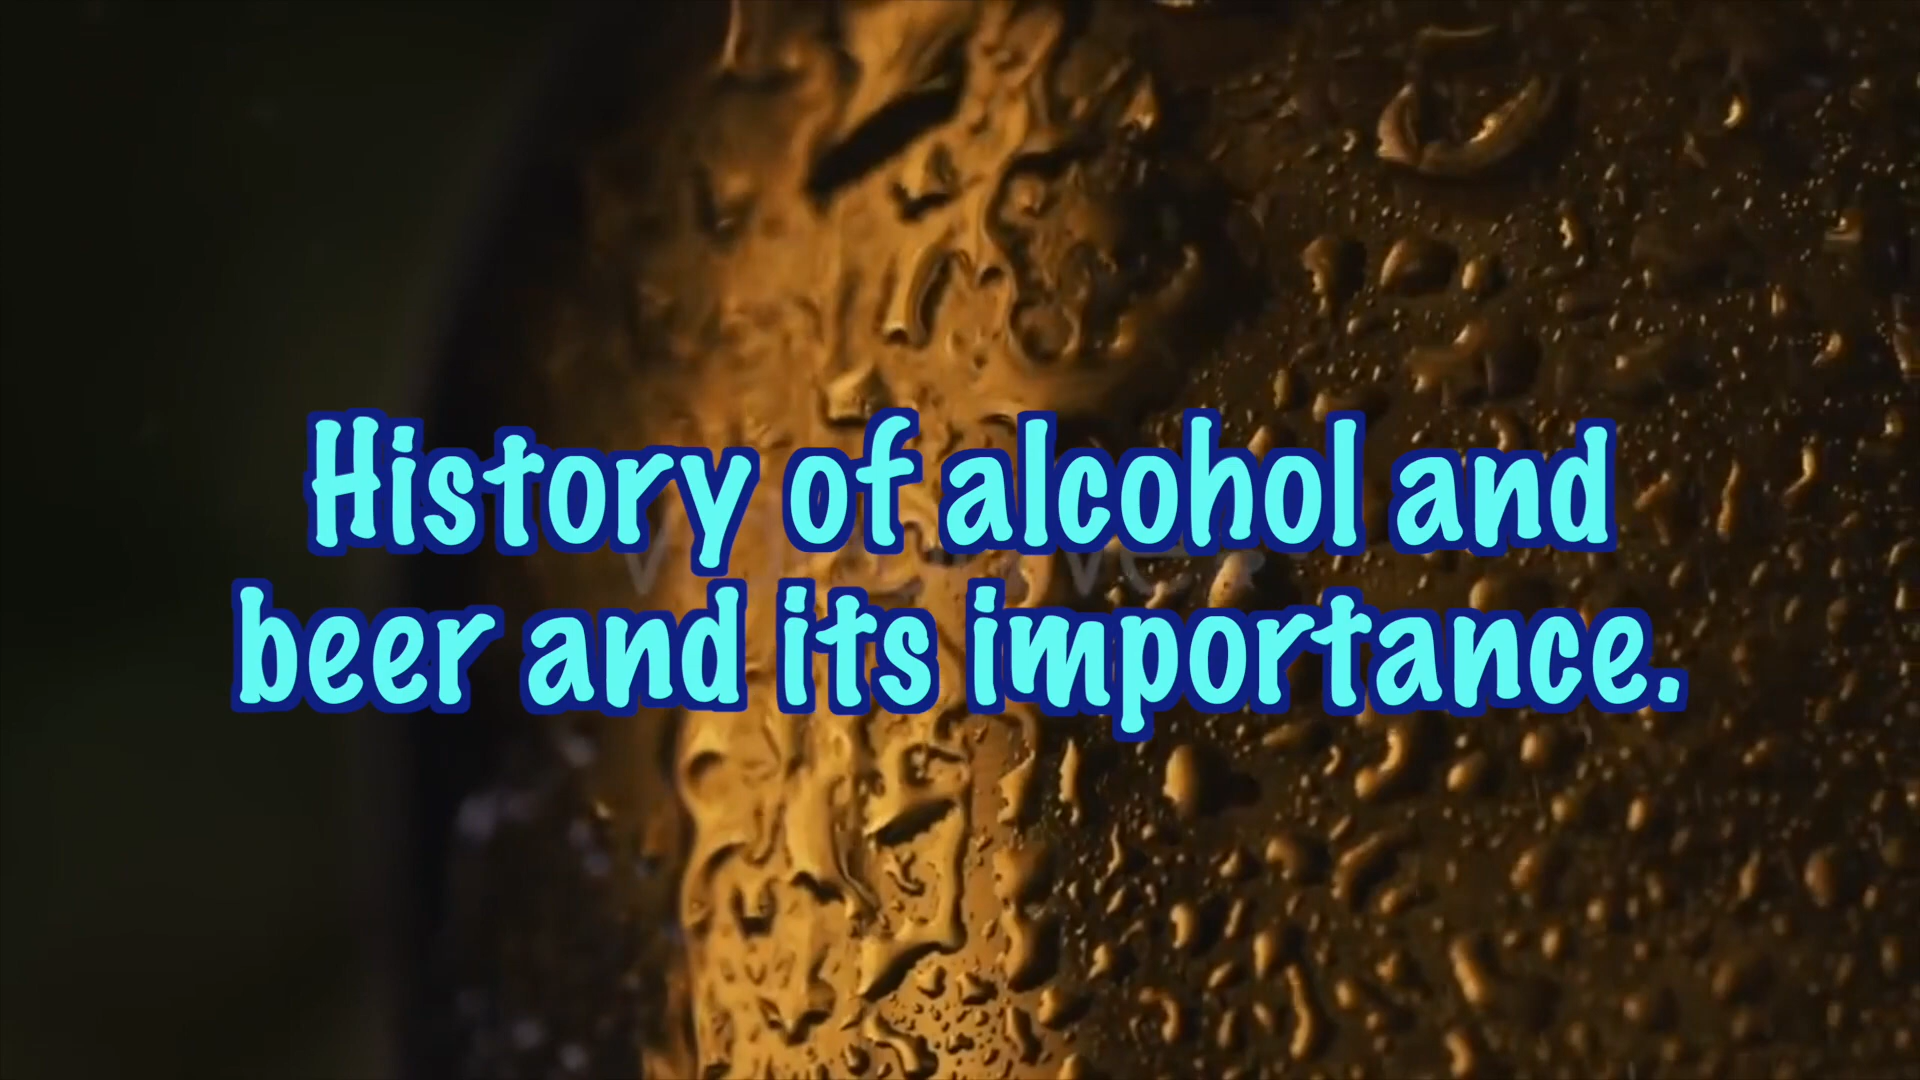 History of alcohol and
beer and its importance.